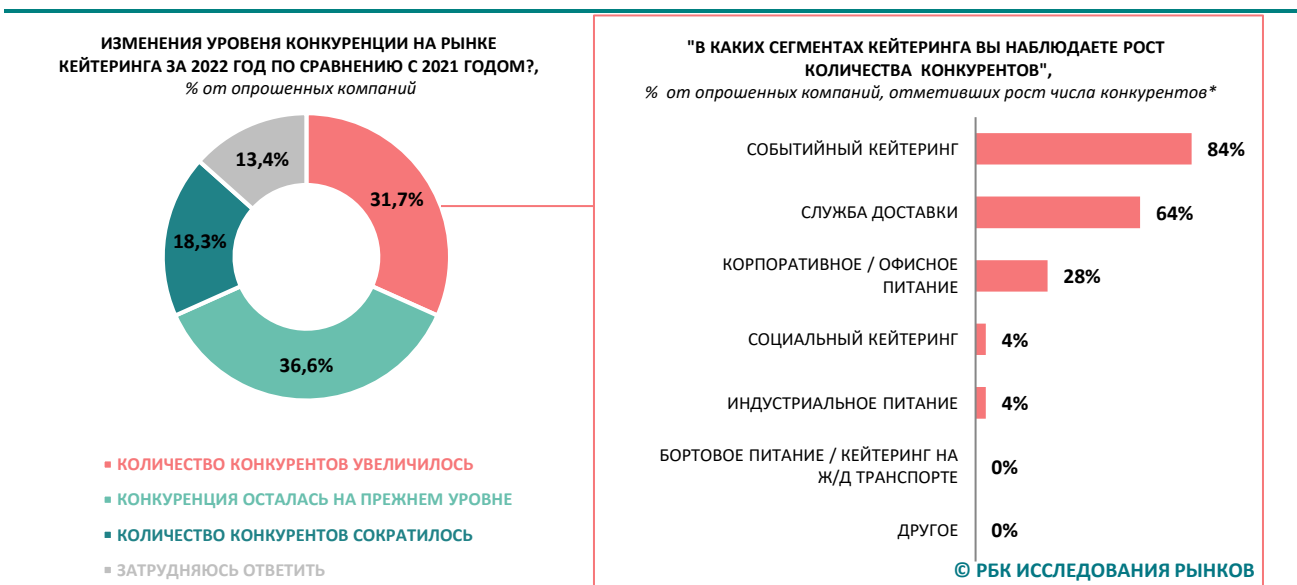 ИЗМЕНЕНИЯ УРОВЕНЯ КОНКУРЕНЦИИ НА РЫНКЕ
КЕЙТЕРИНГА ЗА 2022 ГОД ПО СРАВНЕНИЮ С 2021 ГОДОМ?,
% от опрошенных компаний
13,4%
31,7%
18,3%
36,6%
КОЛИЧЕСТВО КОНКУРЕНТОВ УВЕЛИЧИЛОСЬ
КОНКУРЕНЦИЯ ОСТАЛАСЬ НА ПРЕЖНЕМ УРОВНЕ
КОЛИЧЕСТВО КОНКУРЕНТОВ СОКРАТИЛОСЬ
ЗАТРУДНЯЮСЬ ОТВЕТИТЬ
"В КАКИХ СЕГМЕНТАХ КЕЙТЕРИНГА ВЫ НАБЛЮДАЕТЕ РОСТ
КОЛИЧЕСТВА КОНКУРЕНТОВ",
% от опрошенных компаний, отметивших рост числа конкурентов*
СОБЫТИЙНЫЙ КЕЙТЕРИНГ 84%
СЛУЖБА ДОСТАВКИ 64%
КОРПОРАТИВНОЕ / ОФИСНОЕ
ПИТАНИЕ 28%
СОЦИАЛЬНЫЙ КЕЙТЕРИНГ 4%
ИНДУСТРИАЛЬНОЕ ПИТАНИЕ 4%
БОРТОВОЕ ПИТАНИЕ / КЕЙТЕРИНГ НА
Ж/Д ТРАНСПОРТЕ 0%
ДРУГОЕ 0%
© РБК ИССЛЕДОВАНИЯ РЫНКОВ